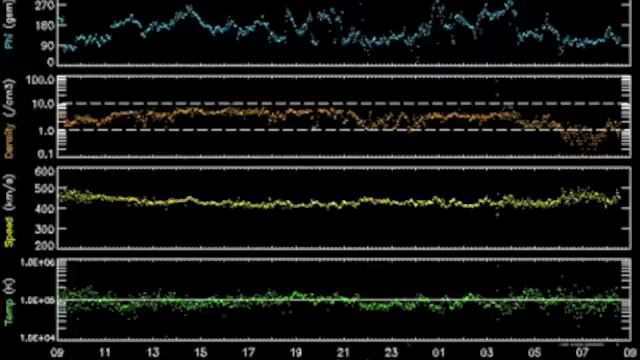 Phi (gsm)
270
180
90
0
Density (/cm3)
100.0
10.0
1.0
0.1
Speed (km/s)
600
500
400
300
200
Temp (K)
1.0E+06
1.0E+05
1.0E+04
09 11 13 15 17 19 21 23 01 03 05 07 09